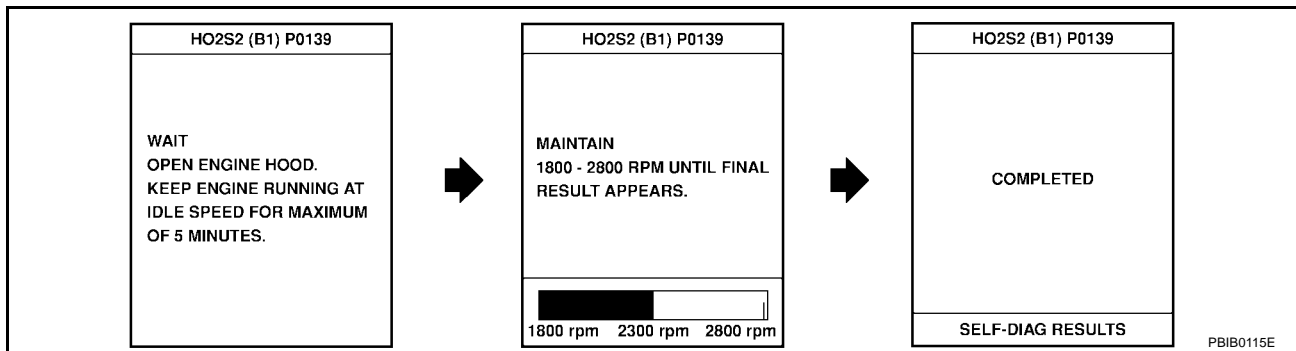 HO2S2 (B1) P0139
WAIT
OPEN ENGINE HOOD.
KEEP ENGINE RUNNING AT
IDLE SPEED FOR MAXIMUM
OF 5 MINUTES.
HO2S2 (B1) P0139
MAINTAIN
1800 - 2800 RPM UNTIL FINAL
RESULT APPEARS.
1800 rpm 2300 rpm 2800 rpm
HO2S2 (B1) P0139
COMPLETED
SELF-DIAG RESULTS
PBIB0115E